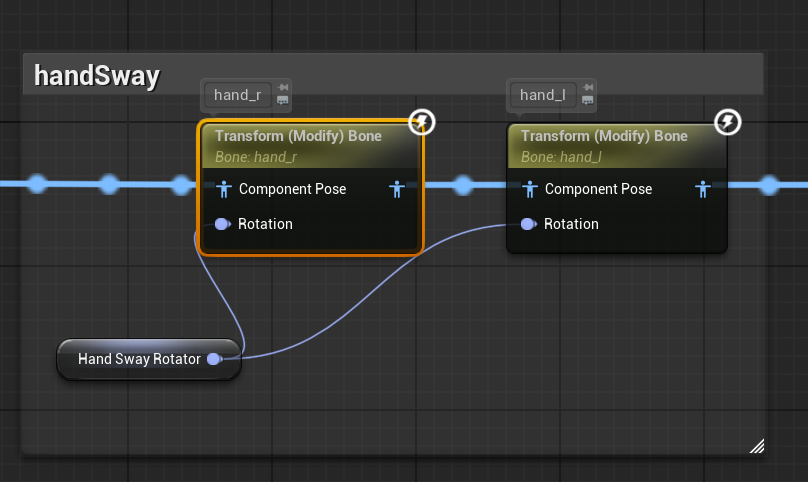 handSway
hand_r
hand_l
Transform (Modify) Bone
Bone: hand_r
Component Pose
Rotation
Transform (Modify) Bone
Bone: hand_l
Component Pose
Rotation
Hand Sway Rotator